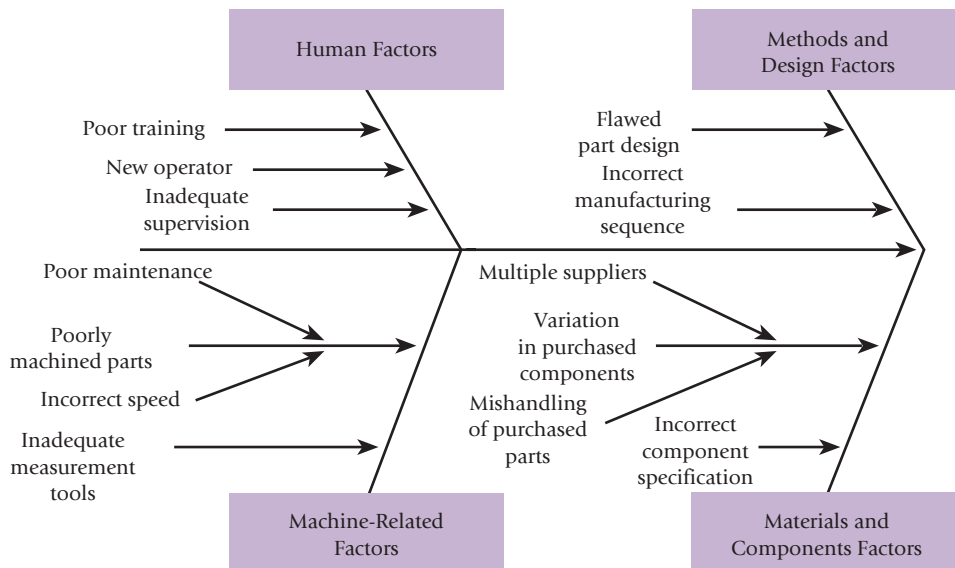 Human Factors
Methods and
Design Factors
Poor training
New operator
Inadequate
supervision
Flawed
part design
Incorrect
manufacturing
sequence
Poor maintenance
Poorly
machined parts
Incorrect speed
Inadequate
measurement
tools
Multiple suppliers
Variation
in purchased
components
Mishandling
of purchased
parts
Incorrect
component
specification
Machine-Related
Factors
Materials and
Components Factors